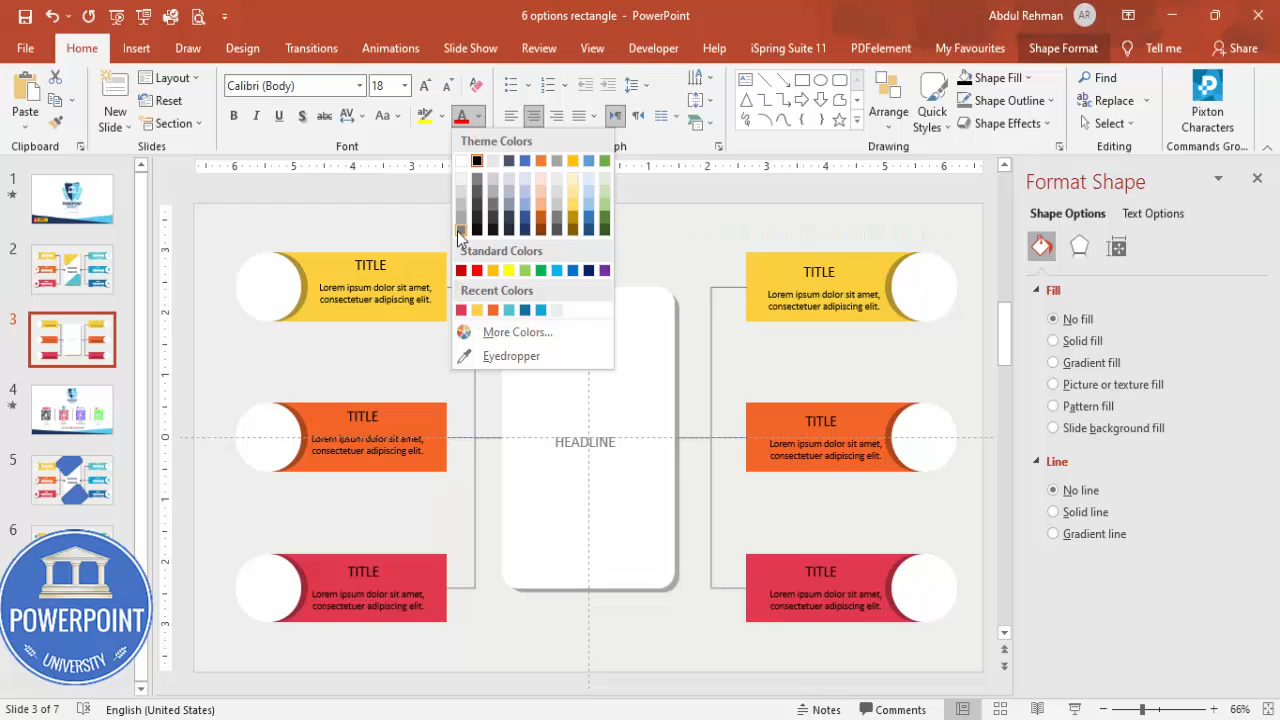 6 options rectangle - PowerPoint
Abdul Rehman AR
File Home Insert Draw Design Transitions Animations Slide Show Review View Developer Help iSpring Suite 11 PDFelement My Favourites Shape Format Tell me Share
Paste
Clipboard
New
Slide
Layout
Reset
Section
Slides
Calibri (Body) 18
Font
Drawing
Arrange
Quick
Styles
Shape Fill
Shape Outline
Shape Effects
Find
Replace
Select
Editing
Pixton
Characters
Commands Gro...
Theme Colors
Standard Colors
Recent Colors
More Colors...
Eyedropper
TITLE
Lorem ipsum dolor sit amet,
consectetuer adipiscing elit.
TITLE
Lorem ipsum dolor sit amet,
consectetuer adipiscing elit.
TITLE
Lorem ipsum dolor sit amet,
consectetuer adipiscing elit.
HEADLINE
TITLE
Lorem ipsum dolor sit amet,
consectetuer adipiscing elit.
TITLE
Lorem ipsum dolor sit amet,
consectetuer adipiscing elit.
TITLE
Lorem ipsum dolor sit amet,
consectetuer adipiscing elit.
Format Shape
Shape Options Text Options
Fill
No fill
Solid fill
Gradient fill
Picture or texture fill
Pattern fill
Slide background fill
Line
No line
Solid line
Gradient line
1
2
3
4
5
6
POWERPOINT
UNIVERSITY
Slide 3 of 7 English (United States) Notes Comments 66%